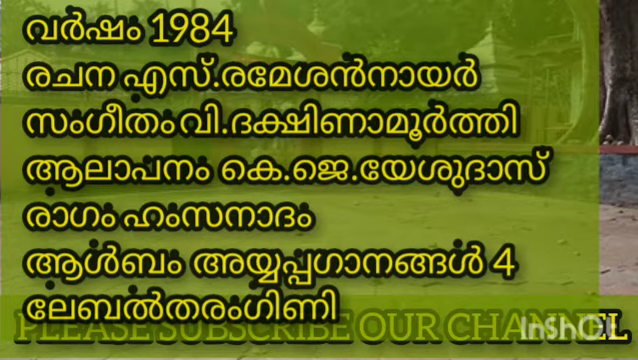 വർഷം 1984
രചന എസ്.രമേശൻനായർ
സംഗീതം വി.ദക്ഷിണാമൂർത്തി
ആലാപനം കെ.ജെ.യേശുദാസ്
രാഗം ഹംസനാദം
ആൾബം അയ്യപ്പഗാനങ്ങൾ 4
ലേബൽതരംഗിണി
PLEASE SUBSCRIBE OUR CHANNEL
InShOt